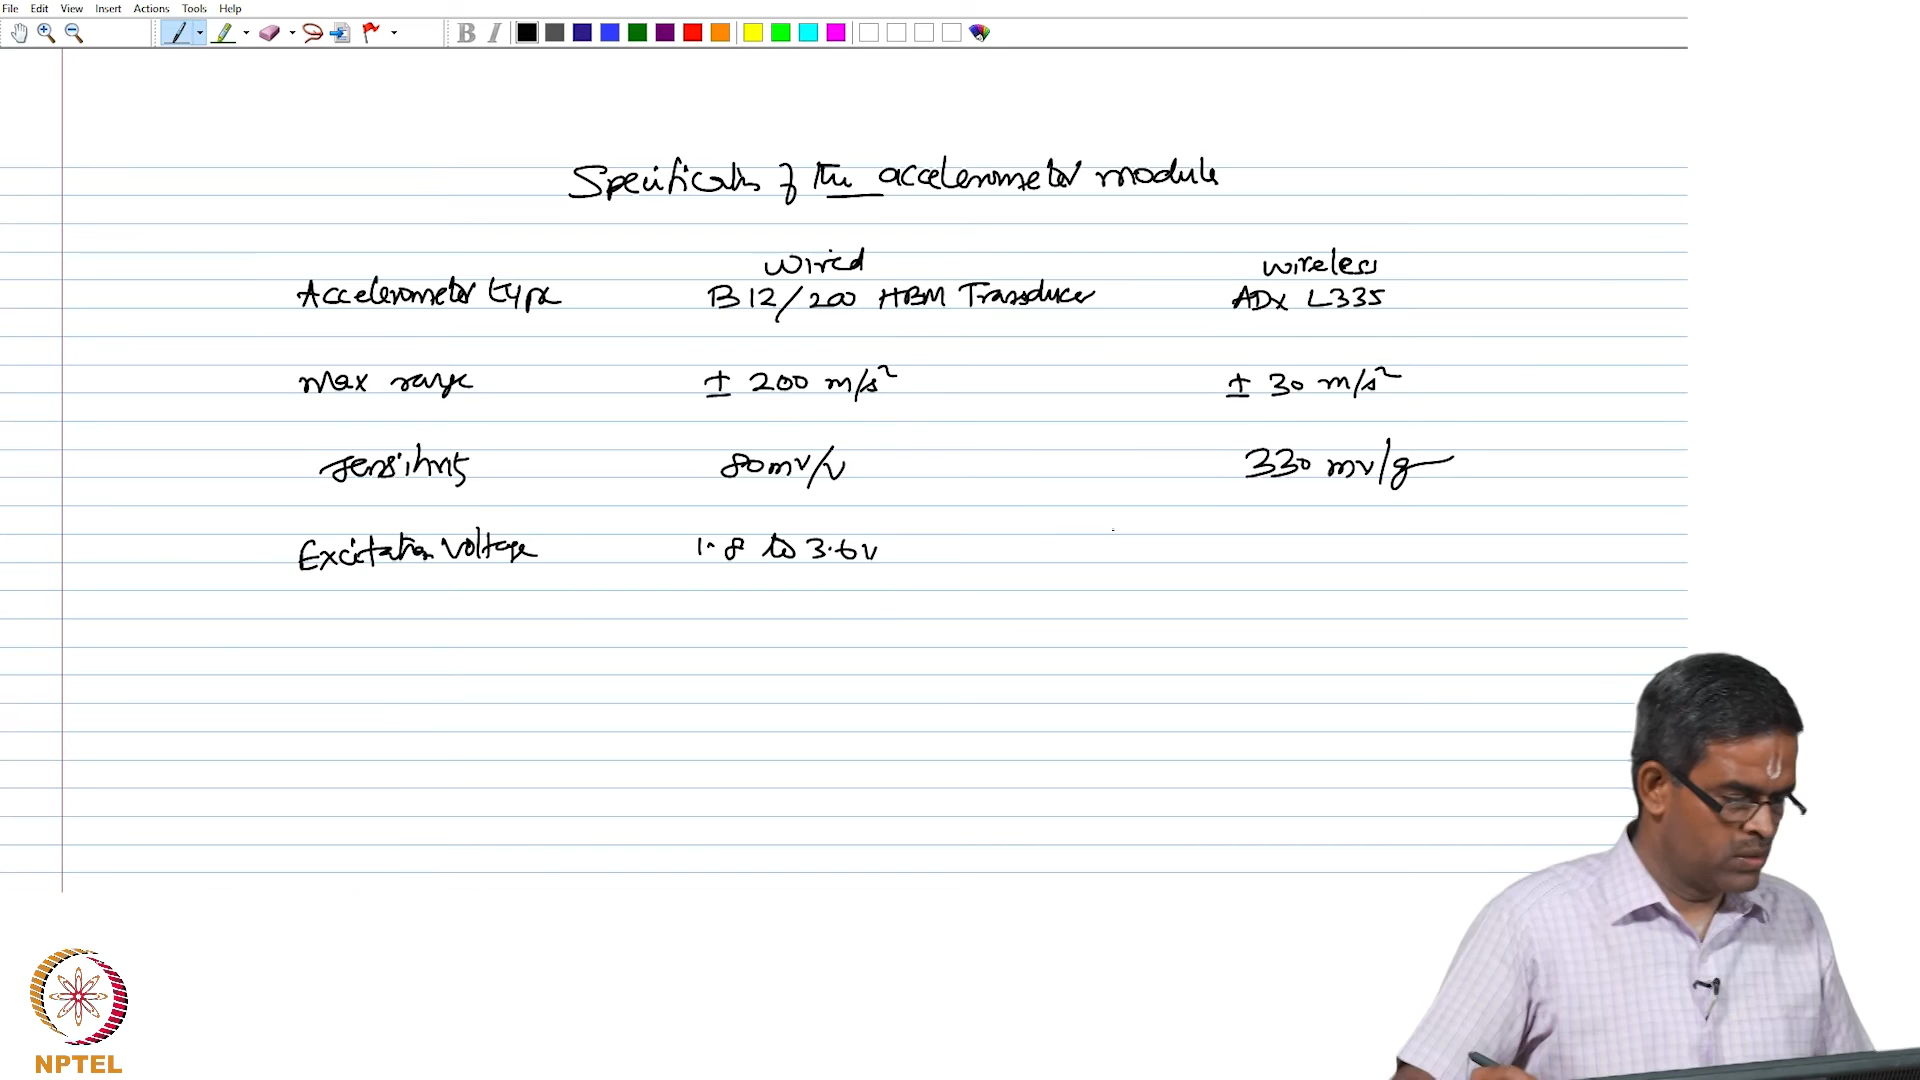 File Edit View Insert Actions Tools Help
B I
Specification of the accelerometer module
wired wireless
Accelerometer type B12/200 HBM Transducer ADX L335
max range ± 200 m/s² ± 30 m/s²
sensitivity 80mv/v 330 mv/g
Excitation voltage 1.8 to 3.6v
NPTEL